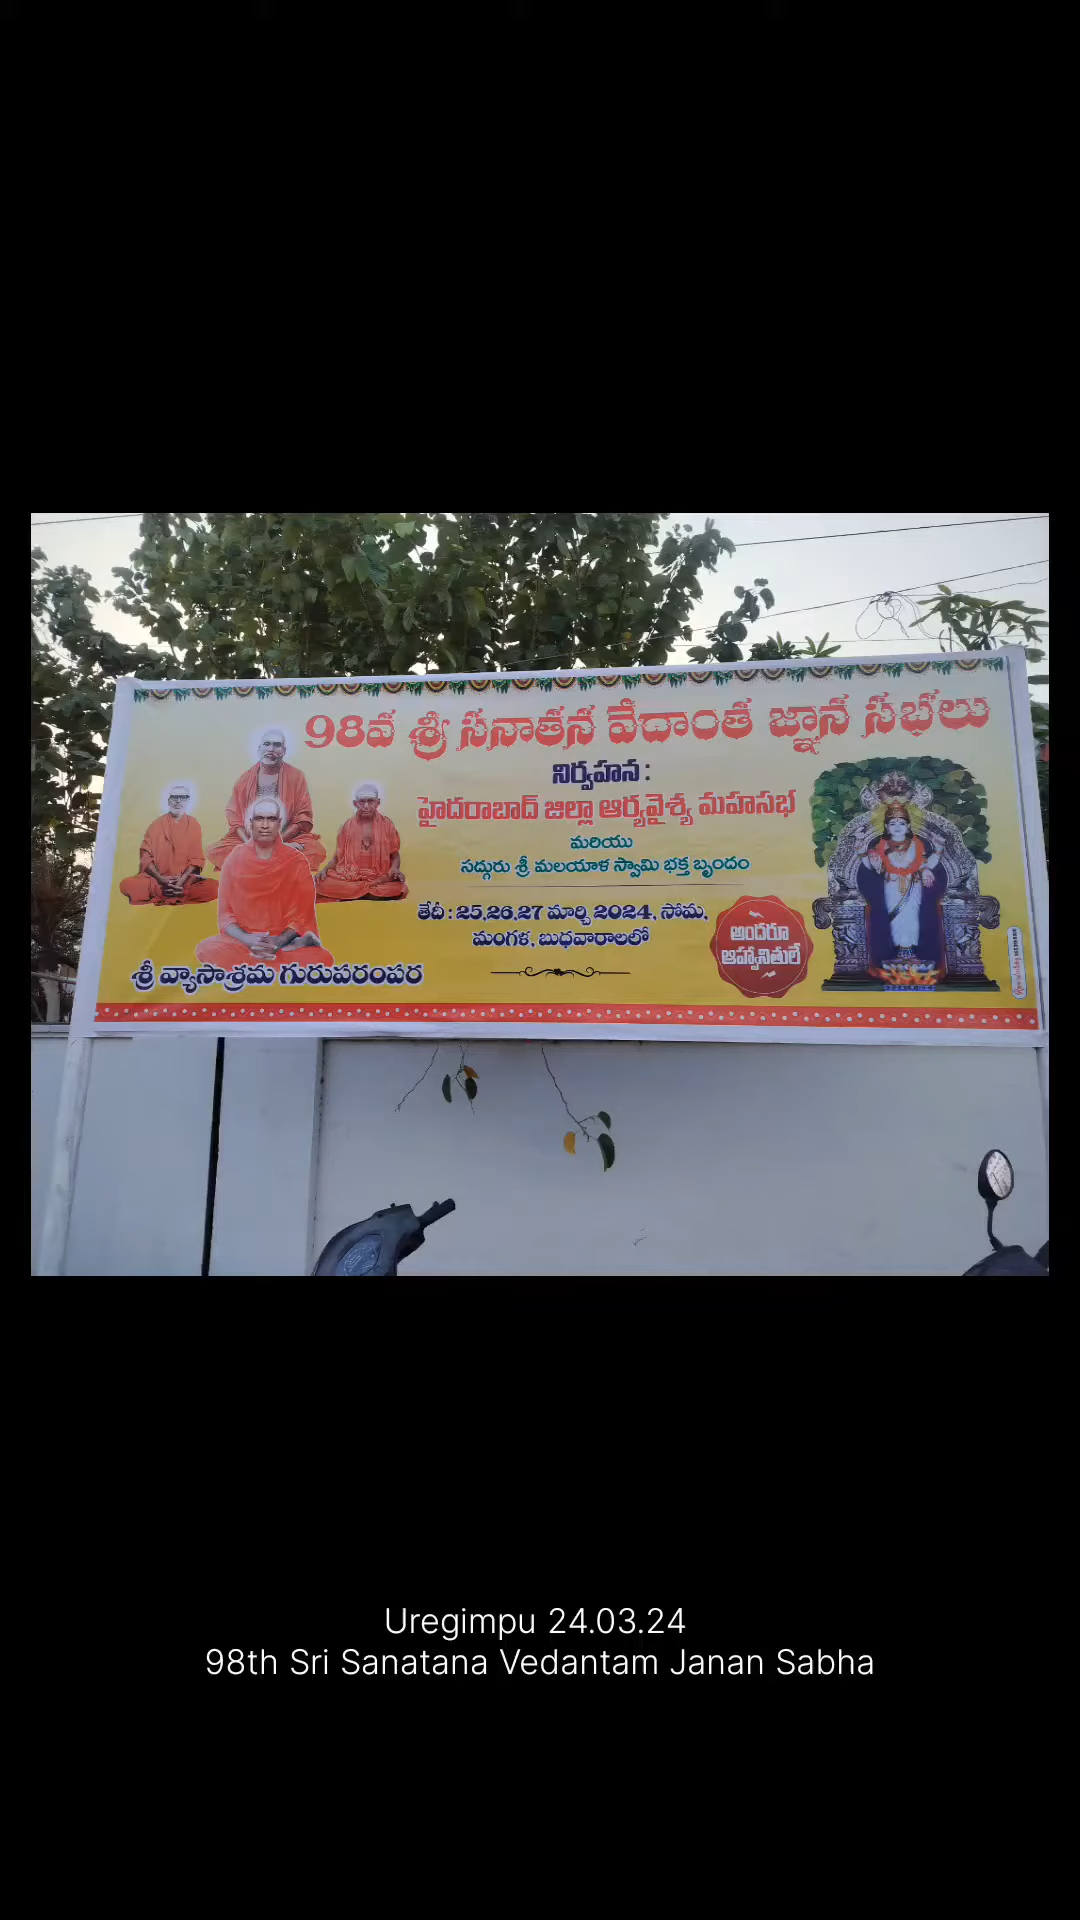 98వ శ్రీ సనాతన వేదాంత జ్ఞాన సభలు
నిర్వహన :
హైదరాబాద్ జిల్లా ఆర్యవైశ్య మహాసభ
మరియు
సద్గురు శ్రీ మలయాళ స్వామి భక్త బృందం
తేదీ : 25,26,27 మార్చి 2024, సోమ,
మంగళ, బుధవారాలలో
అందరూ
ఆహ్వానితులే
శ్రీ వ్యాసాశ్రమ గురుపరంపర
Uregimpu 24.03.24
98th Sri Sanatana Vedantam Janan Sabha